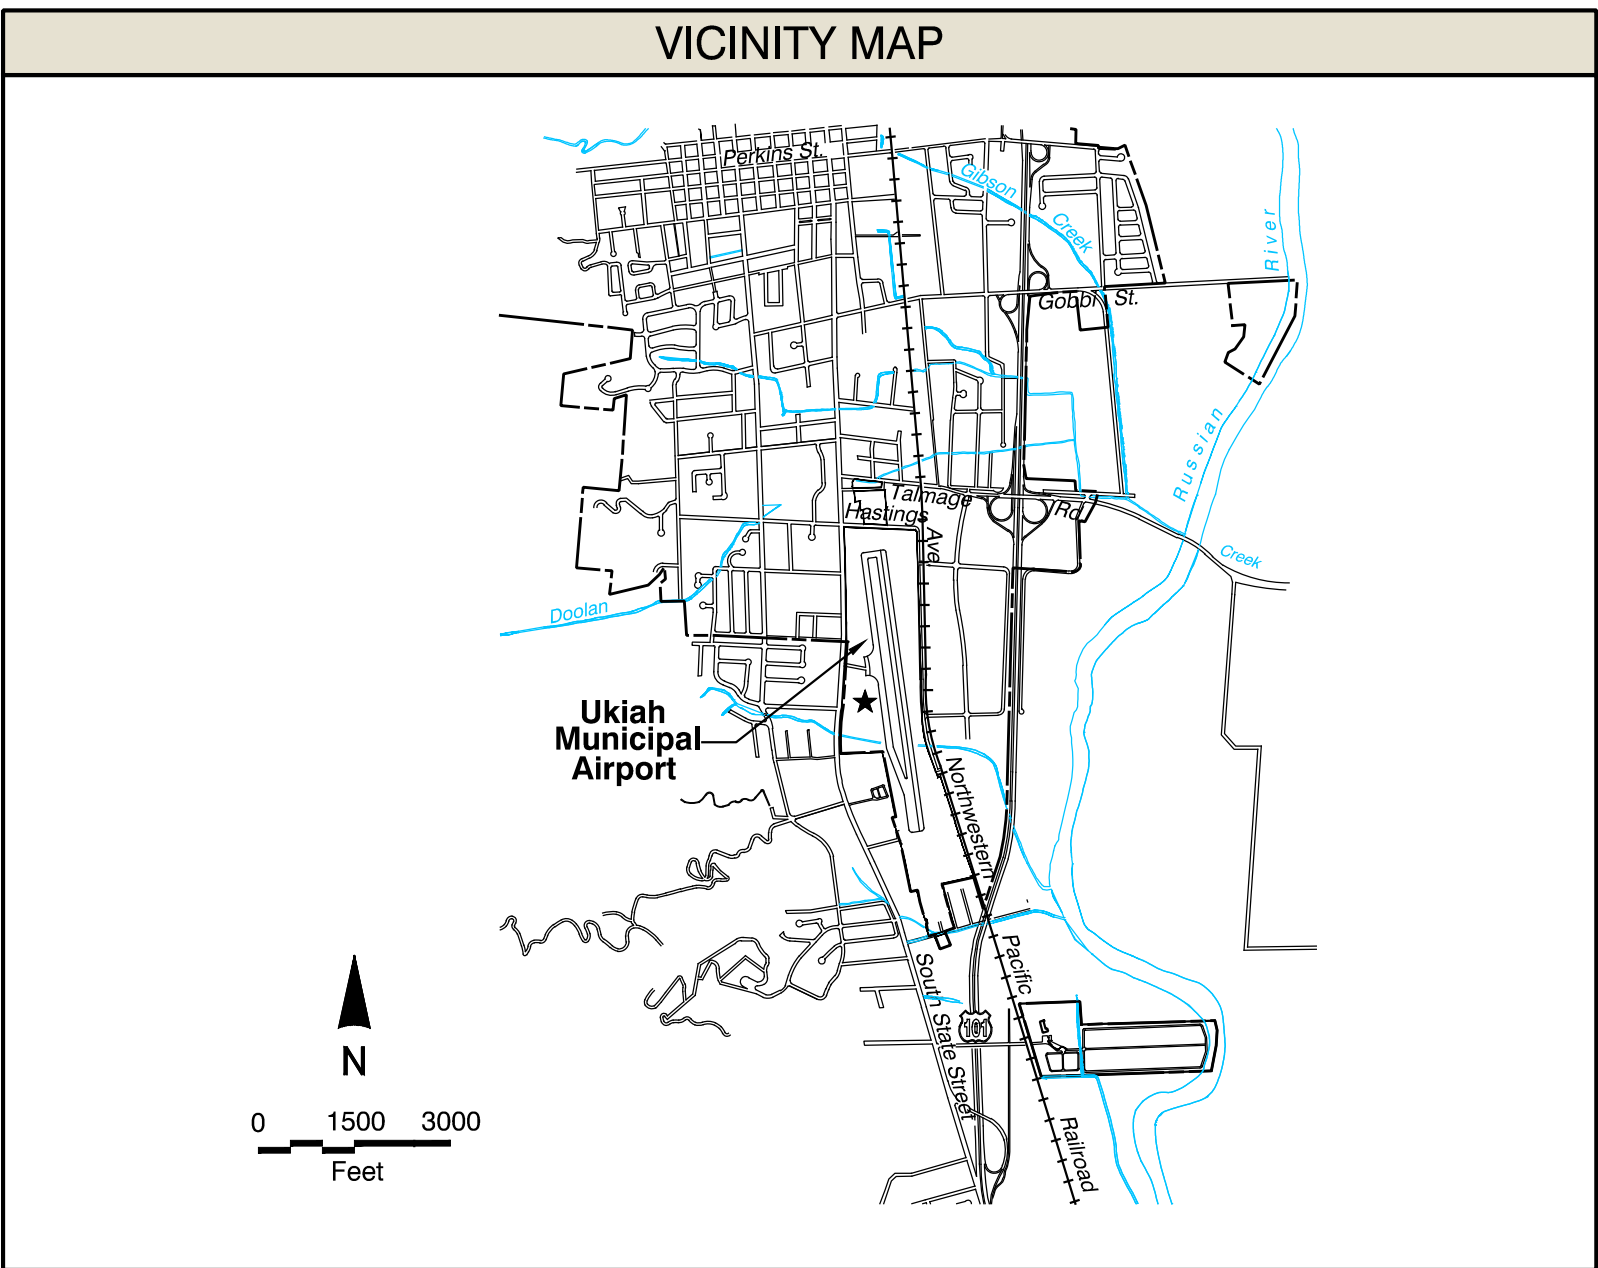 VICINITY MAP
Perkins St.
Gibson
Creek
River
Gobbi St.
Russian
Talmage
Rd
Hastings
Ave
Creek
Doolan
Ukiah
Municipal
Airport
Northwestern
Pacific
South State Street
101
Railroad
N
0 1500 3000
Feet